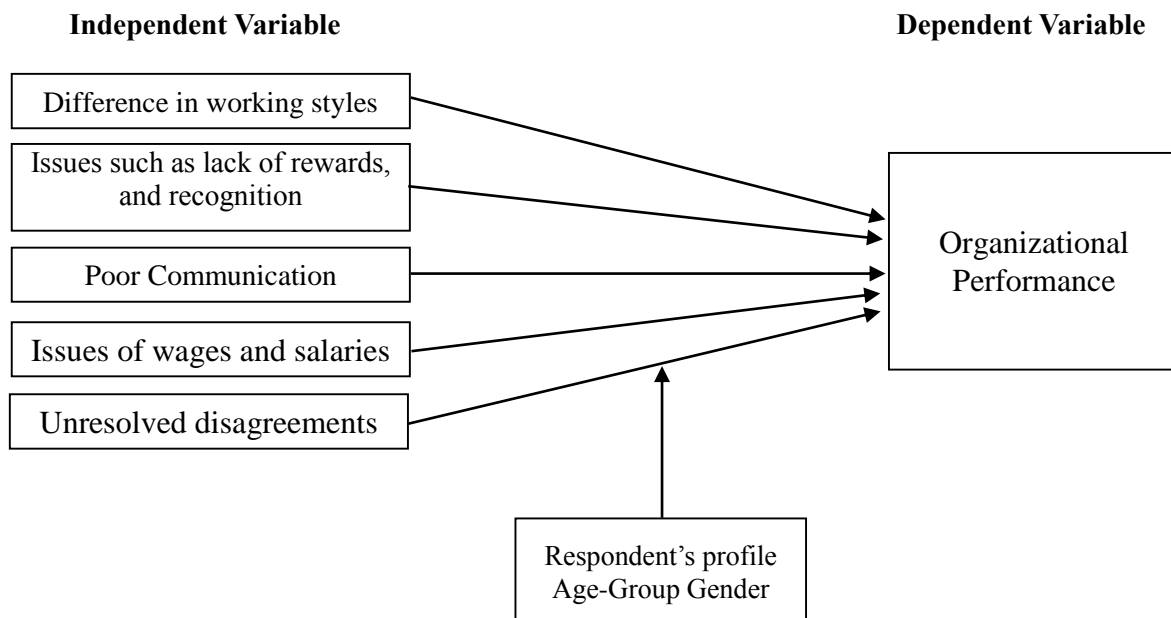 Independent Variable
Dependent Variable
Difference in working styles
Issues such as lack of rewards,
and recognition
Poor Communication
Issues of wages and salaries
Unresolved disagreements
Organizational
Performance
Respondent’s profile
Age-Group Gender